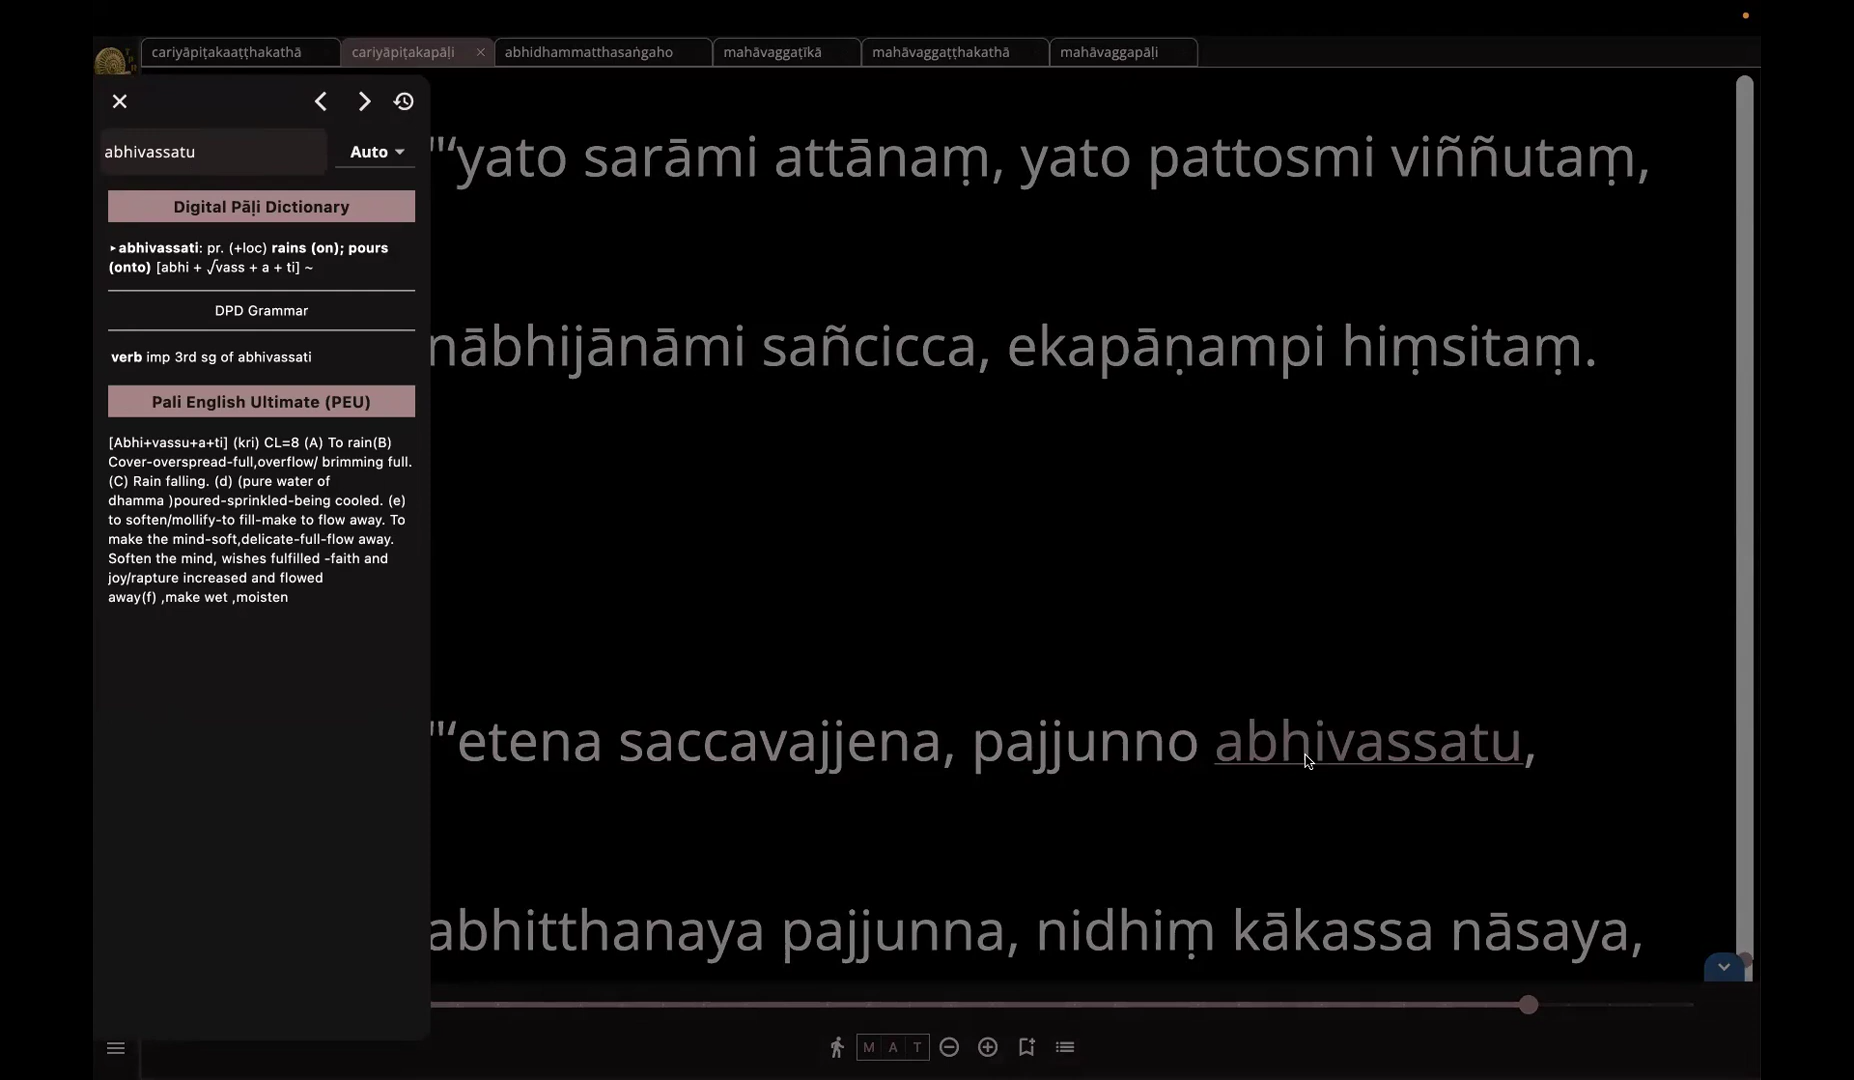 cariyāpiṭakaaṭṭhakathā
cariyāpiṭakapāḷi
abhidhammatthasaṅgaho
mahāvaggaṭīkā
mahāvaggaṭṭhakathā
mahāvaggapāḷi
abhivassatu
Auto
Digital Pāḷi Dictionary
▸abhivassati: pr. (+loc) rains (on); pours
(onto) [abhi + √vass + a + ti] ~
DPD Grammar
verb imp 3rd sg of abhivassati
Pali English Ultimate (PEU)
[Abhi+vassu+a+ti] (kri) CL=8 (A) To rain(B)
Cover-overspread-full,overflow/ brimming full.
(C) Rain falling. (d) (pure water of
dhamma )poured-sprinkled-being cooled. (e)
to soften/mollify-to fill-make to flow away. To
make the mind-soft,delicate-full-flow away.
Soften the mind, wishes fulfilled -faith and
joy/rapture increased and flowed
away(f) ,make wet ,moisten
"‘yato sarāmi attānaṃ, yato pattosmi viññutaṃ,
nābhijānāmi sañcicca, ekapāṇampi hiṃsitaṃ.
"‘etena saccavajjena, pajjunno abhivassatu,
abhitthanaya pajjunna, nidhiṃ kākassa nāsaya,
M A T